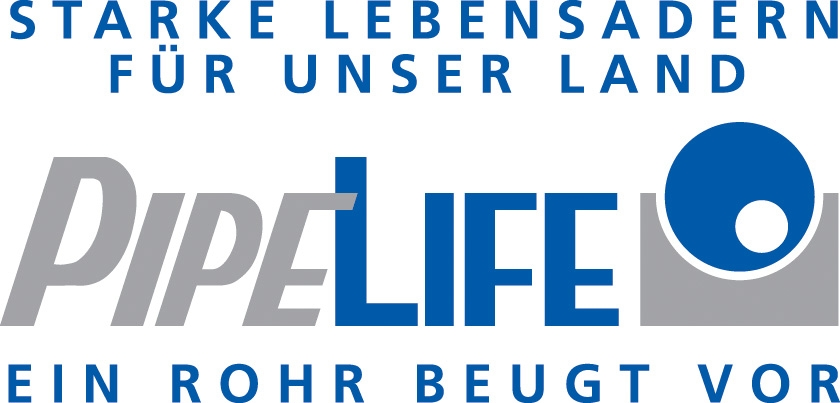 STARKE LEBENSADERN
FÜR UNSER LAND
PIPELIFE
EIN ROHR BEUGT VOR